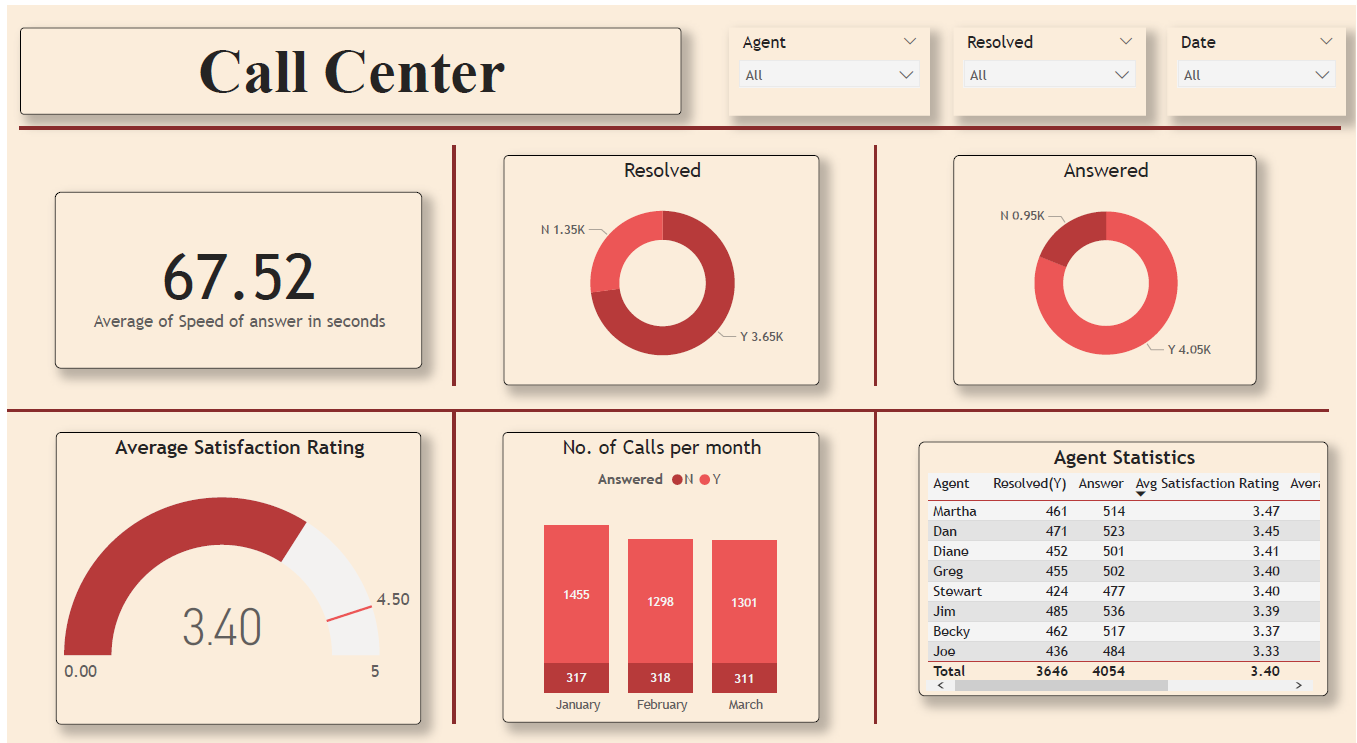 Call Center
Agent
All
Resolved
All
Date
All
67.52
Average of Speed of answer in seconds
Resolved
N 1.35K
Y 3.65K
Answered
N 0.95K
Y 4.05K
Average Satisfaction Rating
4.50
3.40
0.00
5
No. of Calls per month
Answered N Y
1455 1298 1301
317 318 311
January February March
Agent Statistics
Agent Resolved(Y) Answer Avg Satisfaction Rating Avera
Martha 461 514 3.47
Dan 471 523 3.45
Diane 452 501 3.41
Greg 455 502 3.40
Stewart 424 477 3.40
Jim 485 536 3.39
Becky 462 517 3.37
Joe 436 484 3.33
Total 3646 4054 3.40